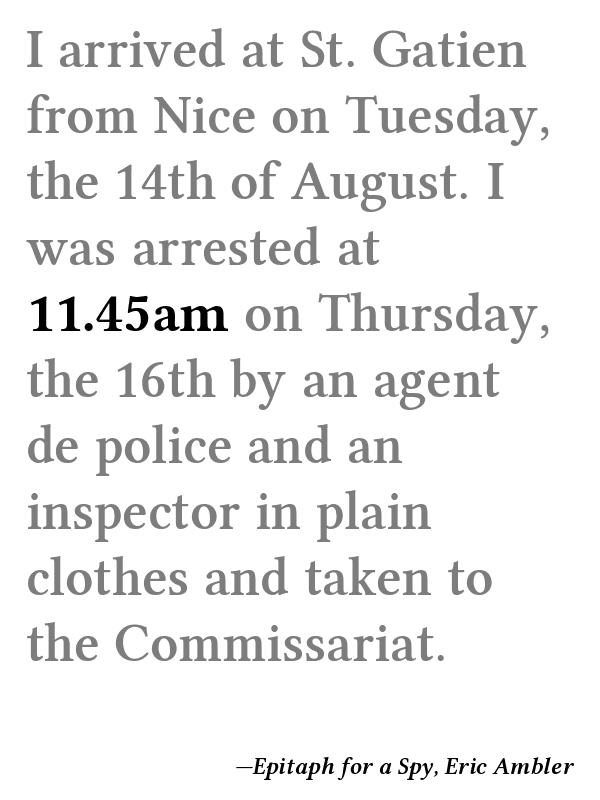 I arrived at St. Gatien
from Nice on Tuesday,
the 14th of August. I
was arrested at
11.45am on Thursday,
the 16th by an agent
de police and an
inspector in plain
clothes and taken to
the Commissariat.
—Epitaph for a Spy, Eric Ambler